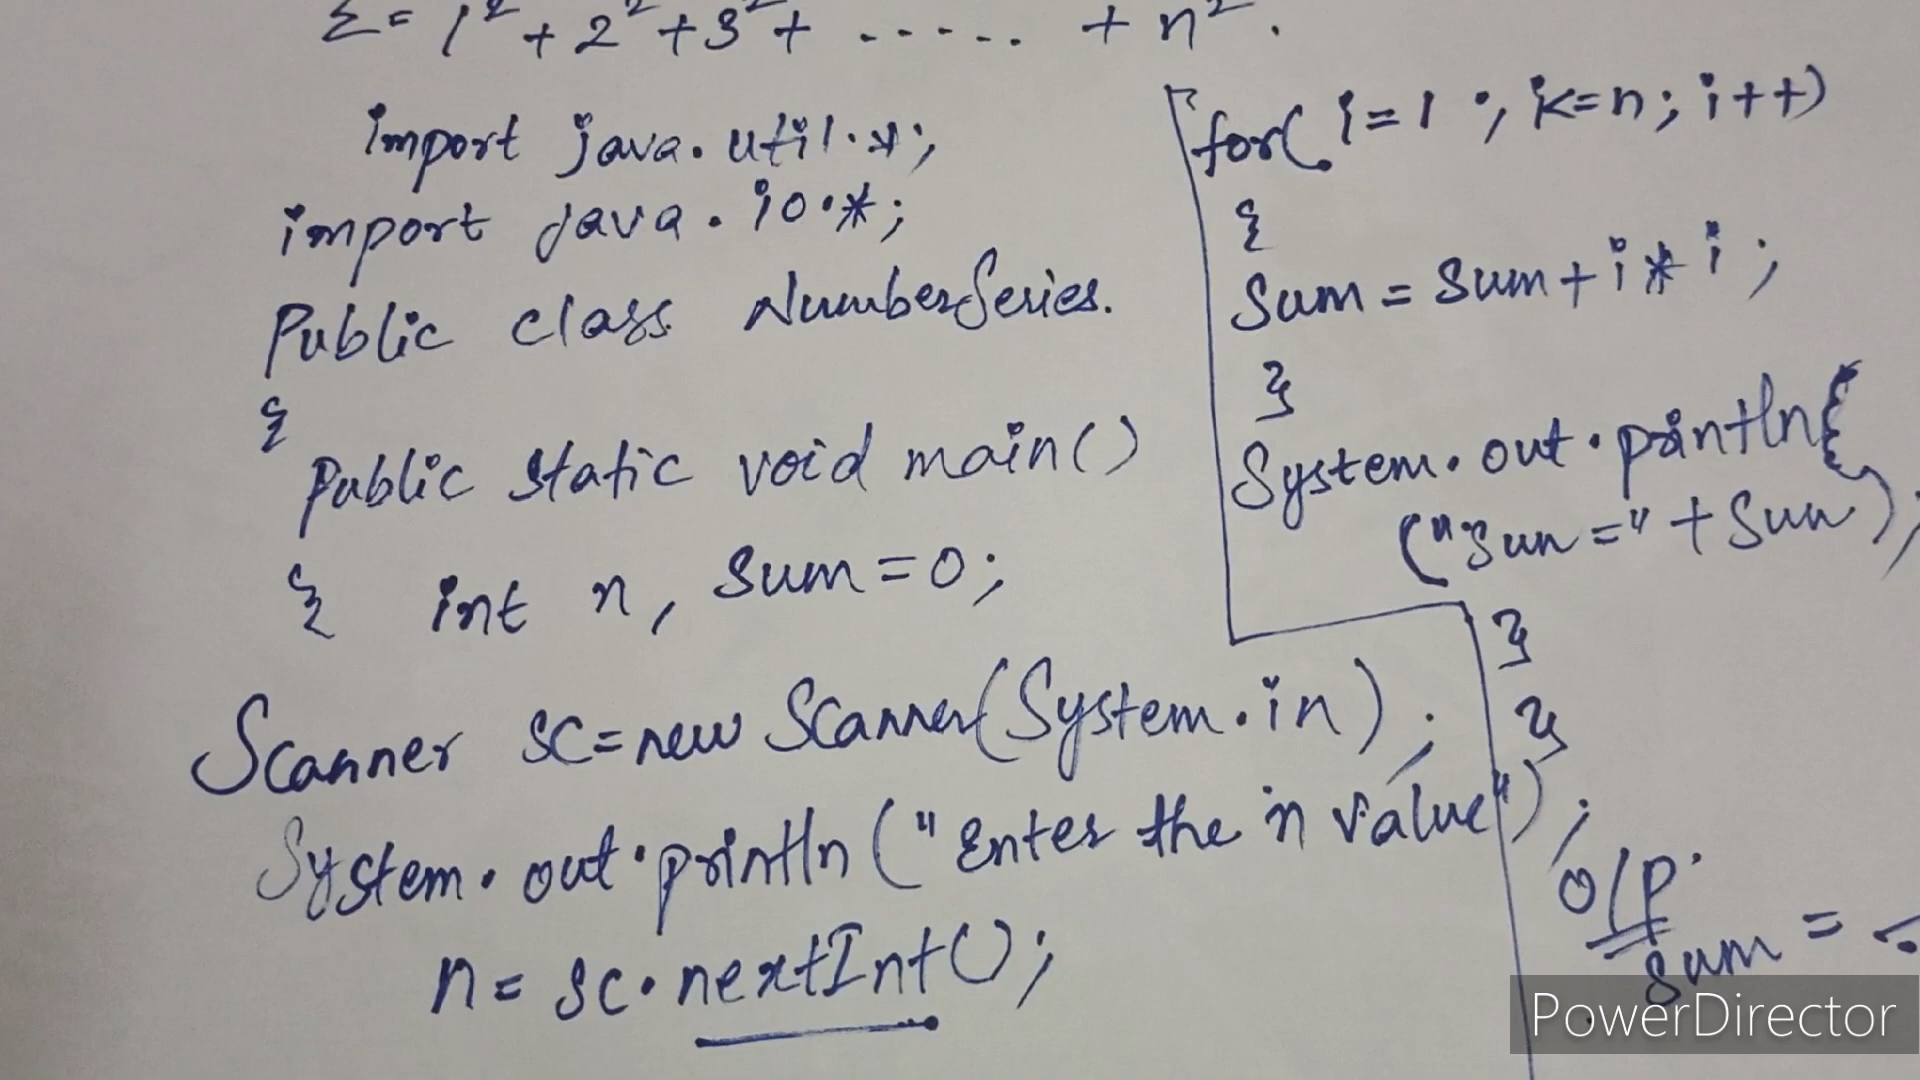 Σ = 1² + 2² + 3² + ...... + n².
import java.util.*;
import java.io.*;
Public class NumberSeries.
{
Public static void main()
{ int n, sum=0;
Scanner sc=new Scanner(System.in);
System.out.println("Enter the n value");
n= sc.nextInt();
for(i=1; i<=n; i++)
{
Sum = Sum+i*i;
}
System.out.println
("Sum=" + Sum);
}
}
O/P
Sum =
PowerDirector